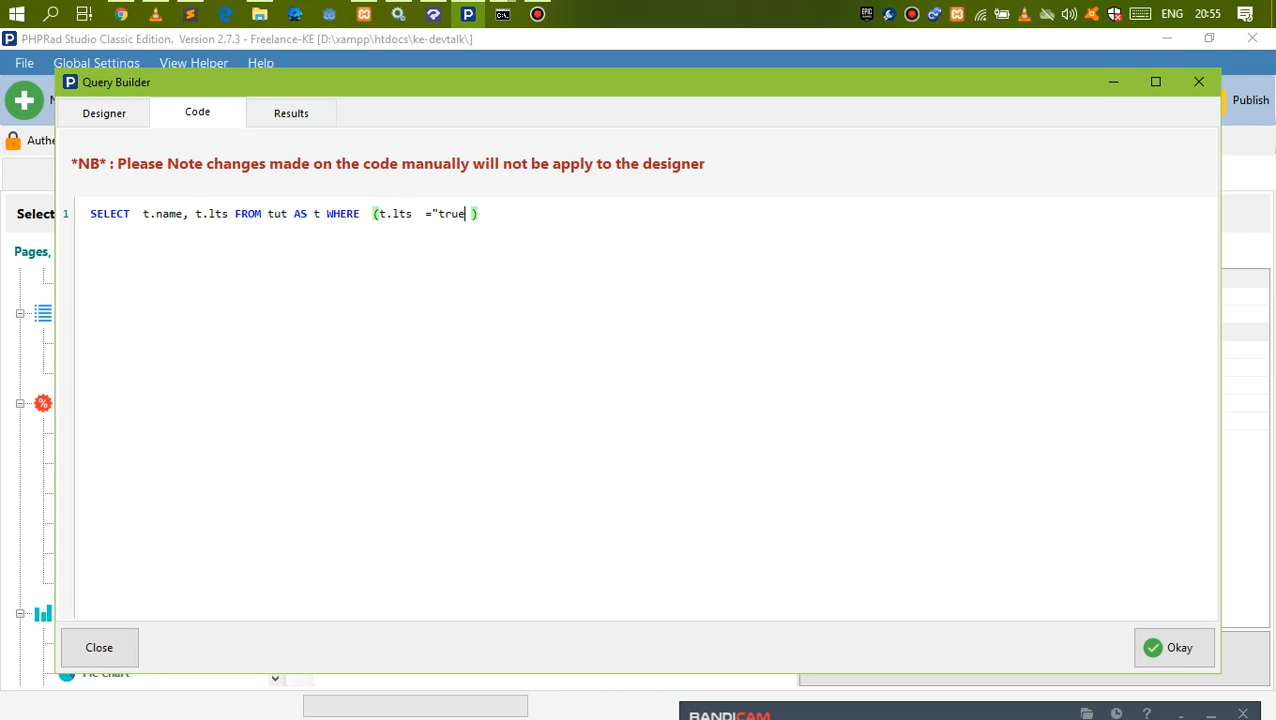 ENG 20:55
PHPRad Studio Classic Edition. Version 2.7.3 - Freelance-KE [D:\xampp\htdocs\ke-devtalk\]
File Global Settings View Helper Help
Query Builder
N
Publish
Designer Code Results
Authe
*NB* : Please Note changes made on the code manually will not be apply to the designer
Select
1 SELECT  t.name, t.lts FROM tut AS t WHERE  (t.lts  ="true )
Pages,
Close Okay
BANDICAM